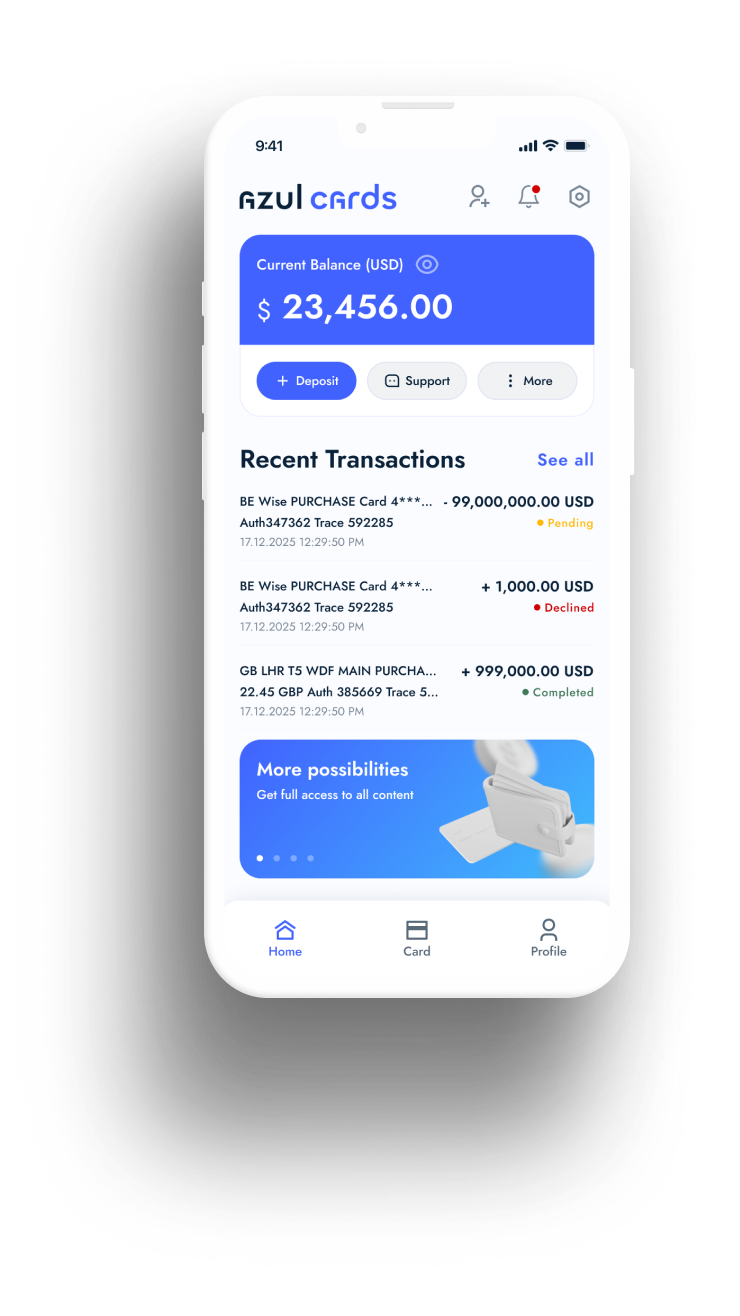 9:41
azul cards
Current Balance (USD)
$ 23,456.00
+ Deposit
Support
More
Recent Transactions
See all
BE Wise PURCHASE Card 4***... - 99,000,000.00 USD
Auth347362 Trace 592285
Pending
17.12.2025 12:29:50 PM
BE Wise PURCHASE Card 4***... + 1,000.00 USD
Auth347362 Trace 592285
Declined
17.12.2025 12:29:50 PM
GB LHR T5 WDF MAIN PURCHA... + 999,000.00 USD
22.45 GBP Auth 385669 Trace 5...
Completed
17.12.2025 12:29:50 PM
More possibilities
Get full access to all content
Home
Card
Profile